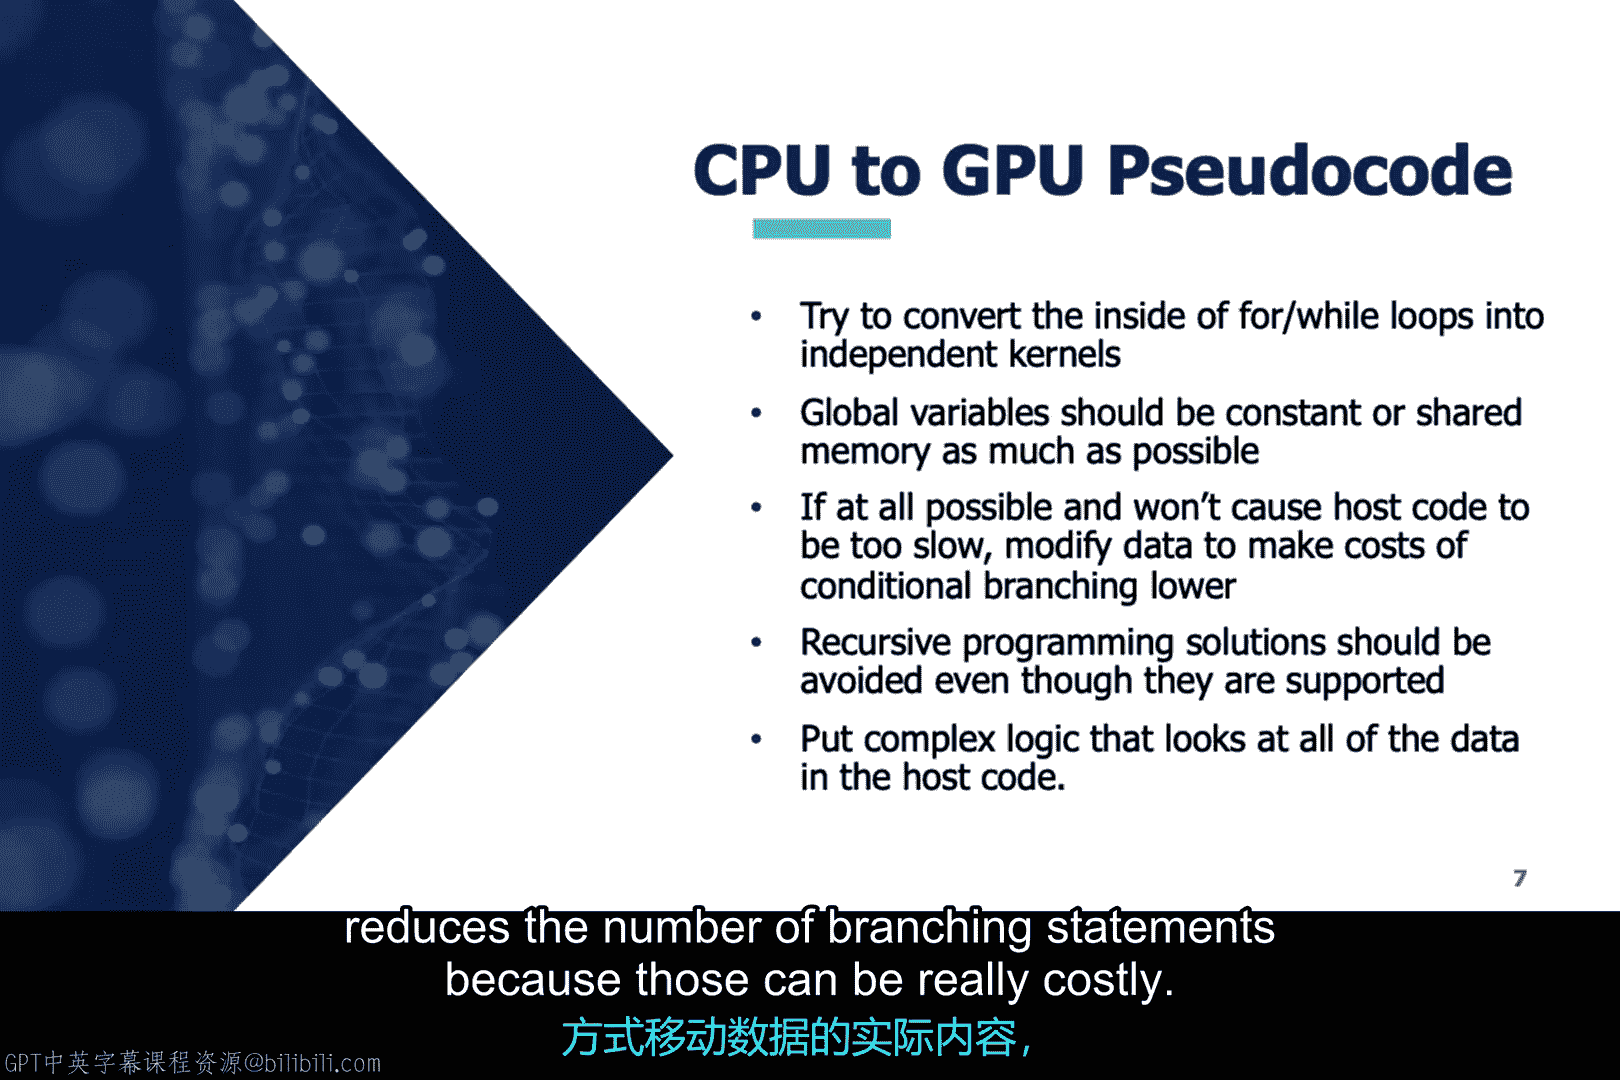 CPU to GPU Pseudocode
• Try to convert the inside of for/while loops into
independent kernels
• Global variables should be constant or shared
memory as much as possible
• If at all possible and won’t cause host code to
be too slow, modify data to make costs of
conditional branching lower
• Recursive programming solutions should be
avoided even though they are supported
• Put complex logic that looks at all of the data
in the host code.
7
reduces the number of branching statements
because those can be really costly.
方式移动数据的实际内容，
GPT中英字幕课程资源@bilibili.com